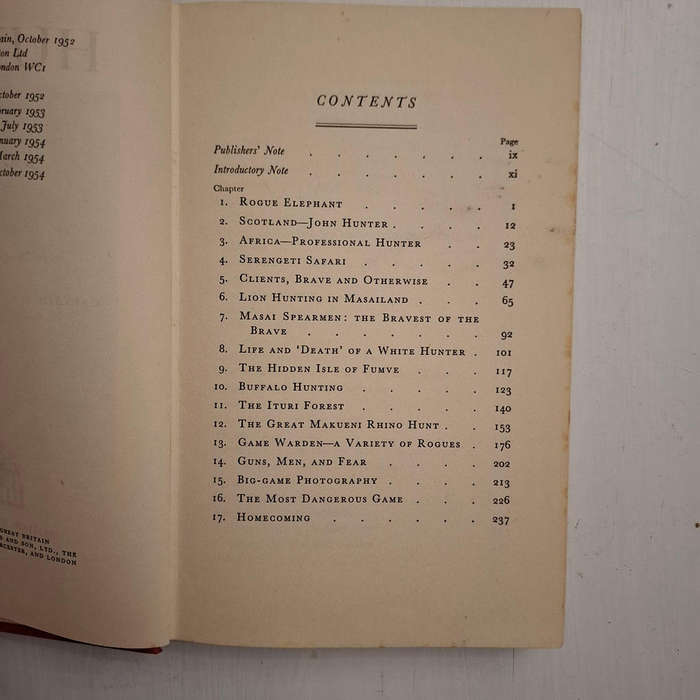 ain, October 1952
on Ltd
ndon WC1
ctober 1952
ruary 1953
July 1953
nuary 1954
March 1954
ctober 1954
GREAT BRITAIN
AND SON, LTD., THE
RCESTER, AND LONDON
CONTENTS
Page
Publishers' Note . . . . . . . ix
Introductory Note . . . . . . . xi
Chapter
1. ROGUE ELEPHANT . . . . . 1
2. SCOTLAND—JOHN HUNTER . . . . 12
3. AFRICA—PROFESSIONAL HUNTER . . 23
4. SERENGETI SAFARI . . . . . 32
5. CLIENTS, BRAVE AND OTHERWISE . . 47
6. LION HUNTING IN MASAILAND . . . 65
7. MASAI SPEARMEN: THE BRAVEST OF THE
BRAVE . . . . . . . 92
8. LIFE AND 'DEATH' OF A WHITE HUNTER . 101
9. THE HIDDEN ISLE OF FUMVE . . . 117
10. BUFFALO HUNTING . . . . . 123
11. THE ITURI FOREST . . . . . 140
12. THE GREAT MAKUENI RHINO HUNT . . 153
13. GAME WARDEN—A VARIETY OF ROGUES . 176
14. GUNS, MEN, AND FEAR . . . . 202
15. BIG-GAME PHOTOGRAPHY . . . . 213
16. THE MOST DANGEROUS GAME . . . 226
17. HOMECOMING . . . . . . 237